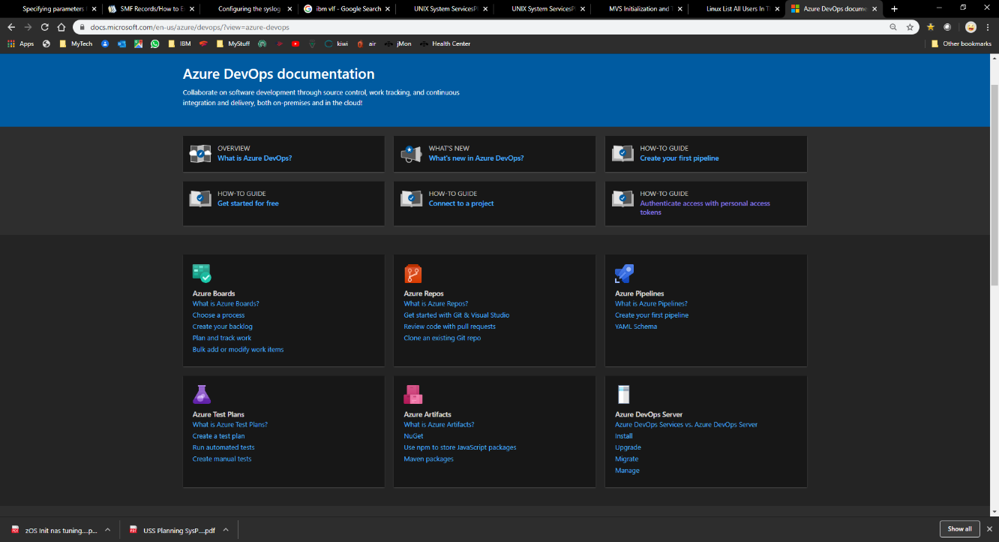 Specifying parameters
SMF Records/How to E
Configuring the syslog
ibm vlf - Google Search
UNIX System ServicesP
UNIX System ServicesP
MVS Initialization and
Linux List All Users In
Azure DevOps docume
docs.microsoft.com/en-us/azure/devops/?view=azure-devops
Apps
MyTech
IBM
MyStuff
kiwi
air
jMon
Health Center
Other bookmarks
Azure DevOps documentation
Collaborate on software development through source control, work tracking, and continuous
integration and delivery, both on-premises and in the cloud!
OVERVIEW
What is Azure DevOps?
WHAT'S NEW
What's new in Azure DevOps?
HOW-TO GUIDE
Create your first pipeline
HOW-TO GUIDE
Get started for free
HOW-TO GUIDE
Connect to a project
HOW-TO GUIDE
Authenticate access with personal access
tokens
Azure Boards
What is Azure Boards?
Choose a process
Create your backlog
Plan and track work
Bulk add or modify work items
Azure Repos
What is Azure Repos?
Get started with Git & Visual Studio
Review code with pull requests
Clone an existing Git repo
Azure Pipelines
What is Azure Pipelines?
Create your first pipeline
YAML Schema
Azure Test Plans
What is Azure Test Plans?
Create a test plan
Run automated tests
Create manual tests
Azure Artifacts
What is Azure Artifacts?
NuGet
Use npm to store JavaScript packages
Maven packages
Azure DevOps Server
Azure DevOps Services vs. Azure DevOps Server
Install
Upgrade
Migrate
Manage
zOS Init nas tuning....p...
USS Planning SysP....pdf
Show all